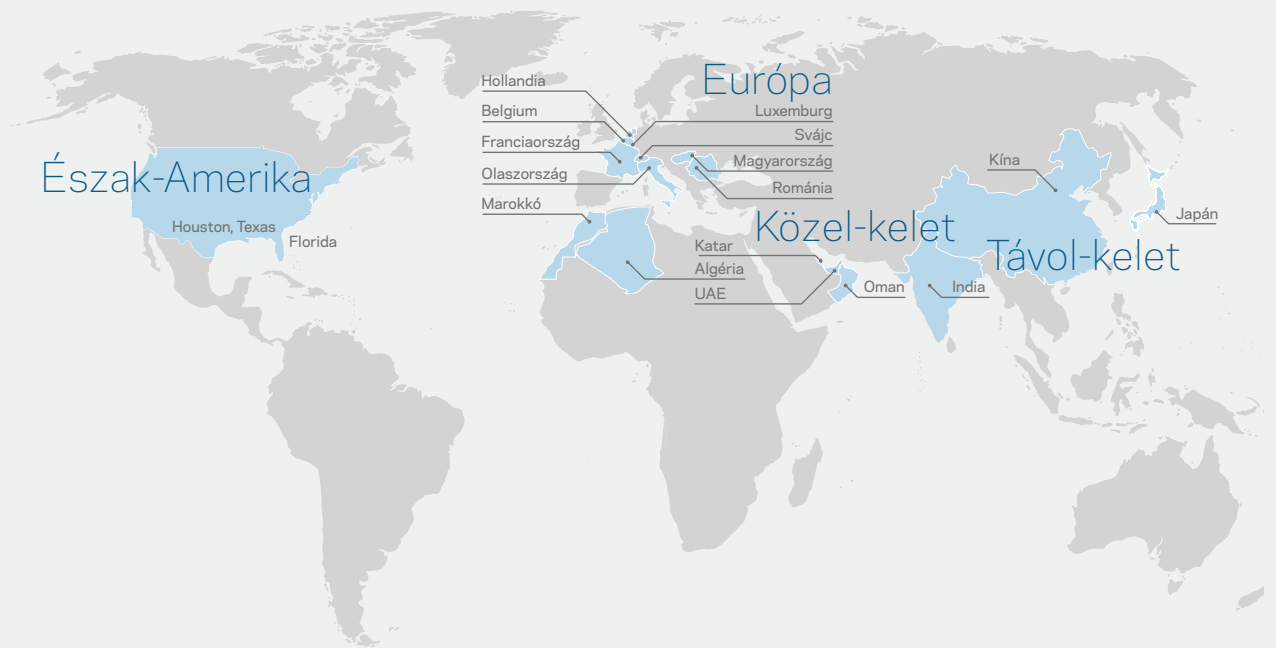 Észak-Amerika
Houston, Texas
Florida
Európa
Hollandia
Belgium
Franciaország
Olaszország
Marokkó
Luxemburg
Svájc
Magyarország
Románia
Közel-kelet
Katar
Algéria
UAE
Oman
Távol-kelet
Kína
Japán
India